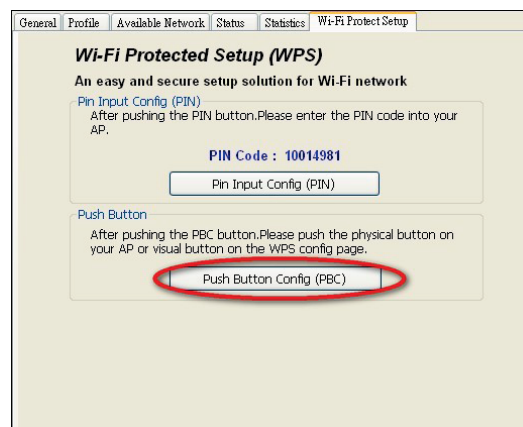 General Profile Available Network Status Statistics Wi-Fi Protect Setup
Wi-Fi Protected Setup (WPS)
An easy and secure setup solution for Wi-Fi network
Pin Input Config (PIN)
After pushing the PIN button.Please enter the PIN code into your
AP.
PIN Code : 10014981
Pin Input Config (PIN)
Push Button
After pushing the PBC button.Please push the physical button on
your AP or visual button on the WPS config page.
Push Button Config (PBC)